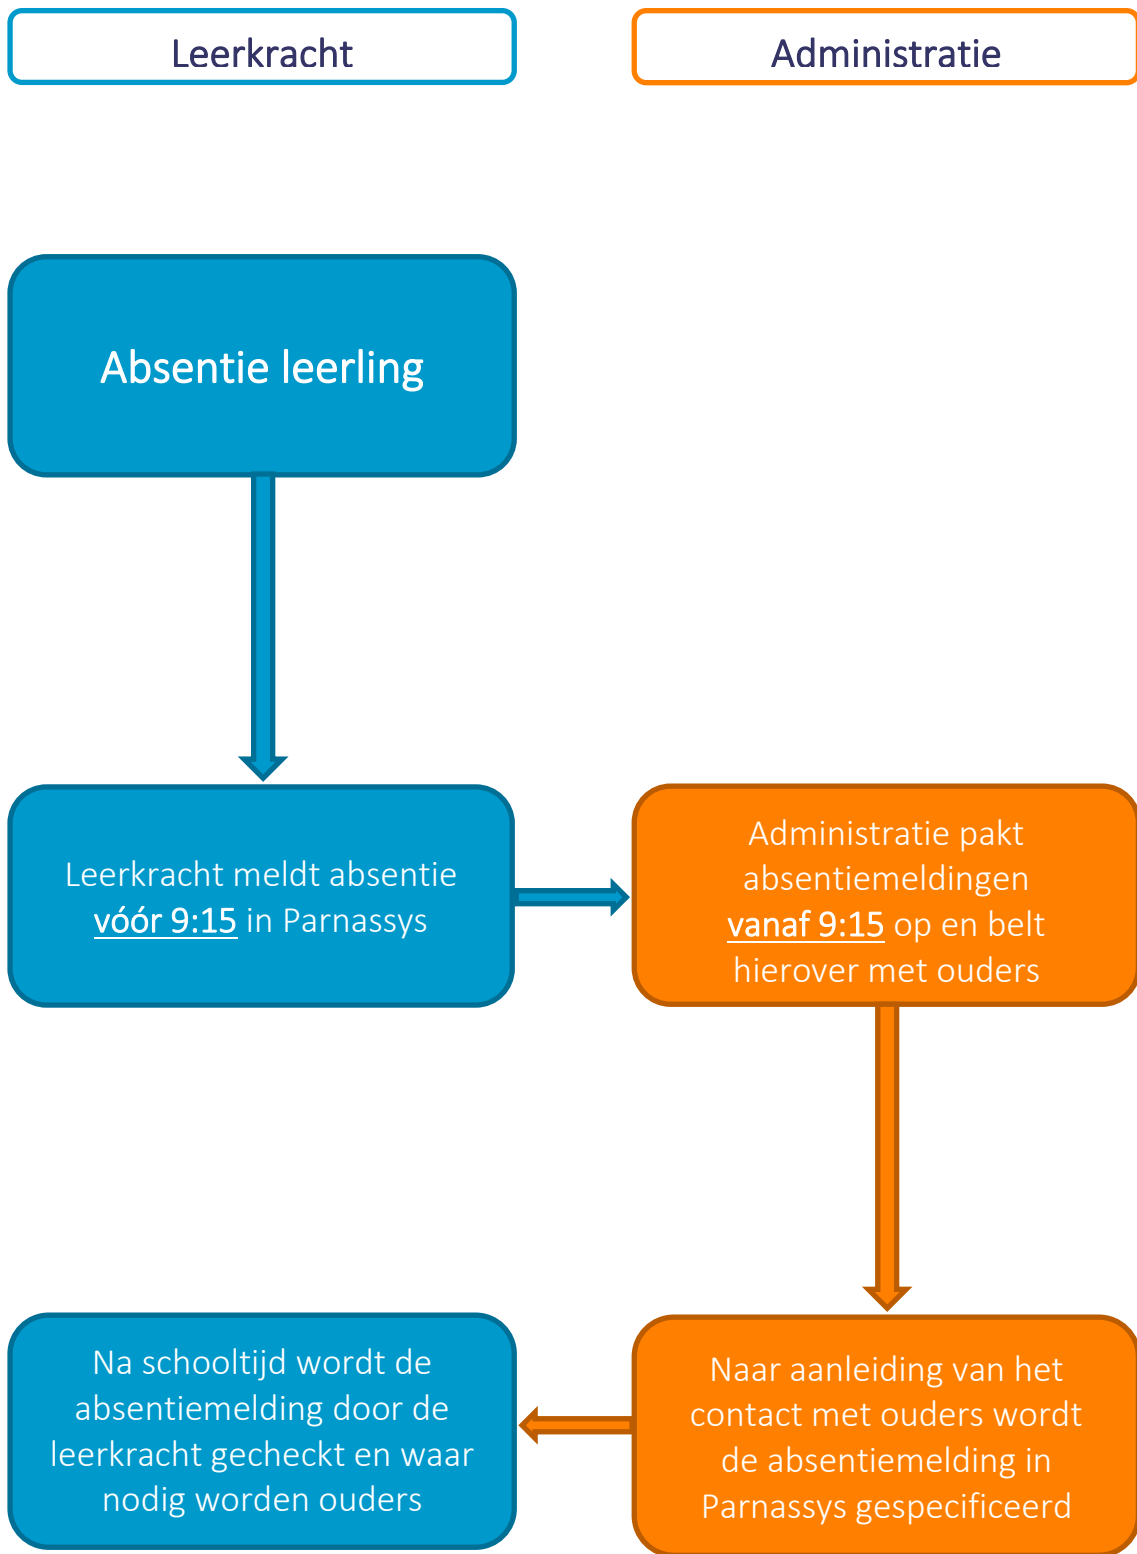 Leerkracht
Administratie
Absentie leerling
Leerkracht meldt absentie
vóór 9:15 in Parnassys
Administratie pakt
absentiemeldingen
vanaf 9:15 op en belt
hierover met ouders
Naar aanleiding van het
contact met ouders wordt
de absentiemelding in
Parnassys gespecificeerd
Na schooltijd wordt de
absentiemelding door de
leerkracht gecheckt en waar
nodig worden ouders